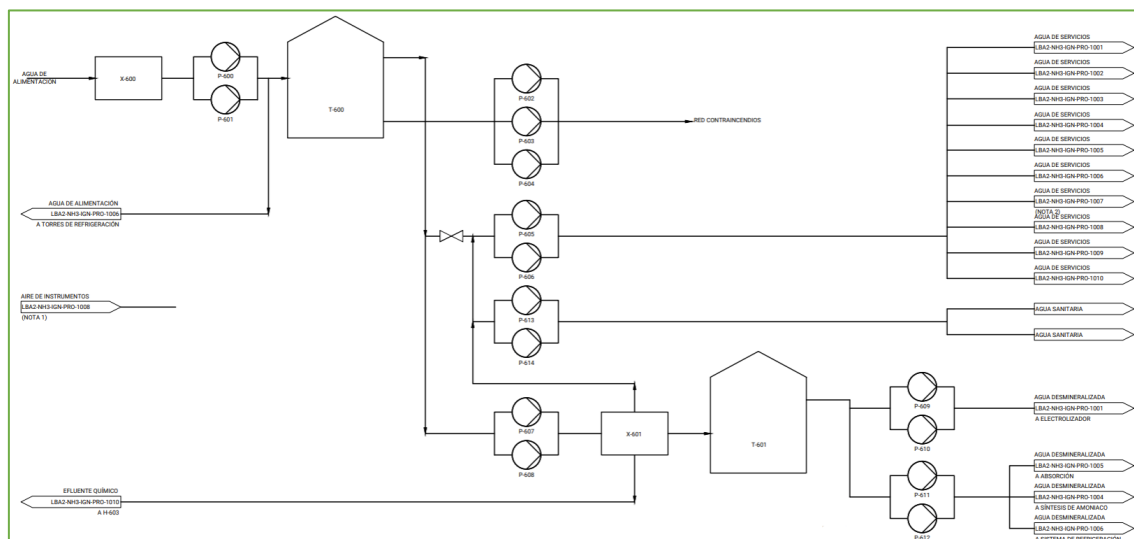 AGUA DE
ALIMENTACIÓN
X-600
P-600
P-601
T-600
P-602
P-603
P-604
RED CONTRAINCENDIOS
AGUA DE SERVICIOS
LBA2-NH3-IGN-PRO-1001
AGUA DE SERVICIOS
LBA2-NH3-IGN-PRO-1002
AGUA DE SERVICIOS
LBA2-NH3-IGN-PRO-1003
AGUA DE SERVICIOS
LBA2-NH3-IGN-PRO-1004
AGUA DE SERVICIOS
LBA2-NH3-IGN-PRO-1005
AGUA DE SERVICIOS
LBA2-NH3-IGN-PRO-1006
AGUA DE SERVICIOS
LBA2-NH3-IGN-PRO-1007
(NOTA 2)
AGUA DE SERVICIOS
LBA2-NH3-IGN-PRO-1008
AGUA DE SERVICIOS
LBA2-NH3-IGN-PRO-1009
AGUA DE SERVICIOS
LBA2-NH3-IGN-PRO-1010
AGUA DE ALIMENTACIÓN
LBA2-NH3-IGN-PRO-1006
A TORRES DE REFRIGERACIÓN
P-605
P-606
AIRE DE INSTRUMENTOS
LBA2-NH3-IGN-PRO-1008
(NOTA 1)
P-613
P-614
AGUA SANITARIA
AGUA SANITARIA
P-607
P-608
X-601
T-601
P-609
P-610
AGUA DESMINERALIZADA
LBA2-NH3-IGN-PRO-1001
A ELECTROLIZADOR
P-611
P-612
AGUA DESMINERALIZADA
LBA2-NH3-IGN-PRO-1005
A ABSORCIÓN
AGUA DESMINERALIZADA
LBA2-NH3-IGN-PRO-1004
A SÍNTESIS DE AMONIACO
AGUA DESMINERALIZADA
LBA2-NH3-IGN-PRO-1006
A SISTEMA DE REFRIGERACIÓN
EFLUENTE QUÍMICO
LBA2-NH3-IGN-PRO-1010
A H-603